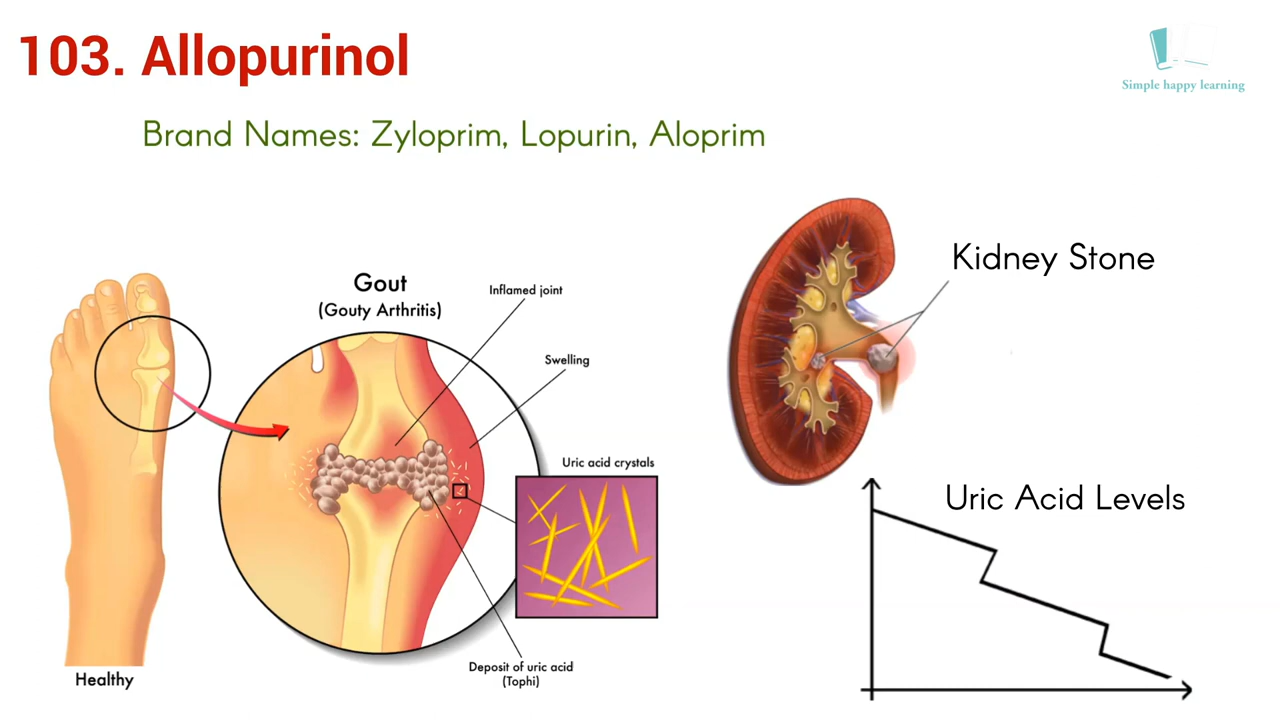 103. Allopurinol
Simple happy learning
Brand Names: Zyloprim, Lopurin, Aloprim
Gout
(Gouty Arthritis)
Inflamed joint
Swelling
Uric acid crystals
Deposit of uric acid
(Tophi)
Healthy
Kidney Stone
Uric Acid Levels